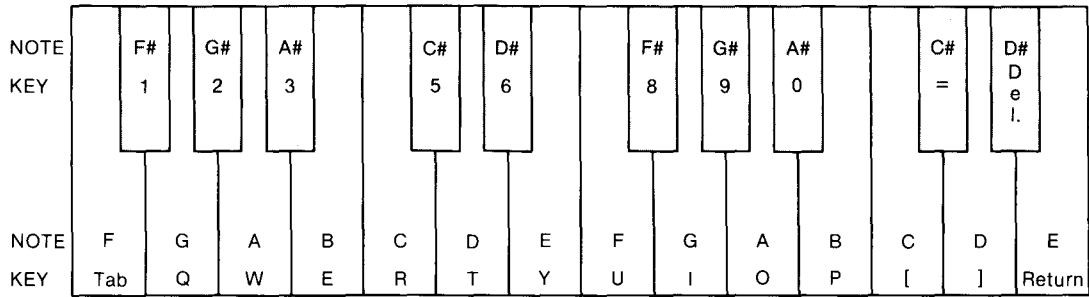 NOTE F# G# A# C# D# F# G# A# C# D#
KEY 1 2 3 5 6 8 9 0 = Del.
NOTE F G A B C D E F G A B C D E
KEY Tab Q W E R T Y U I O P [ ] Return